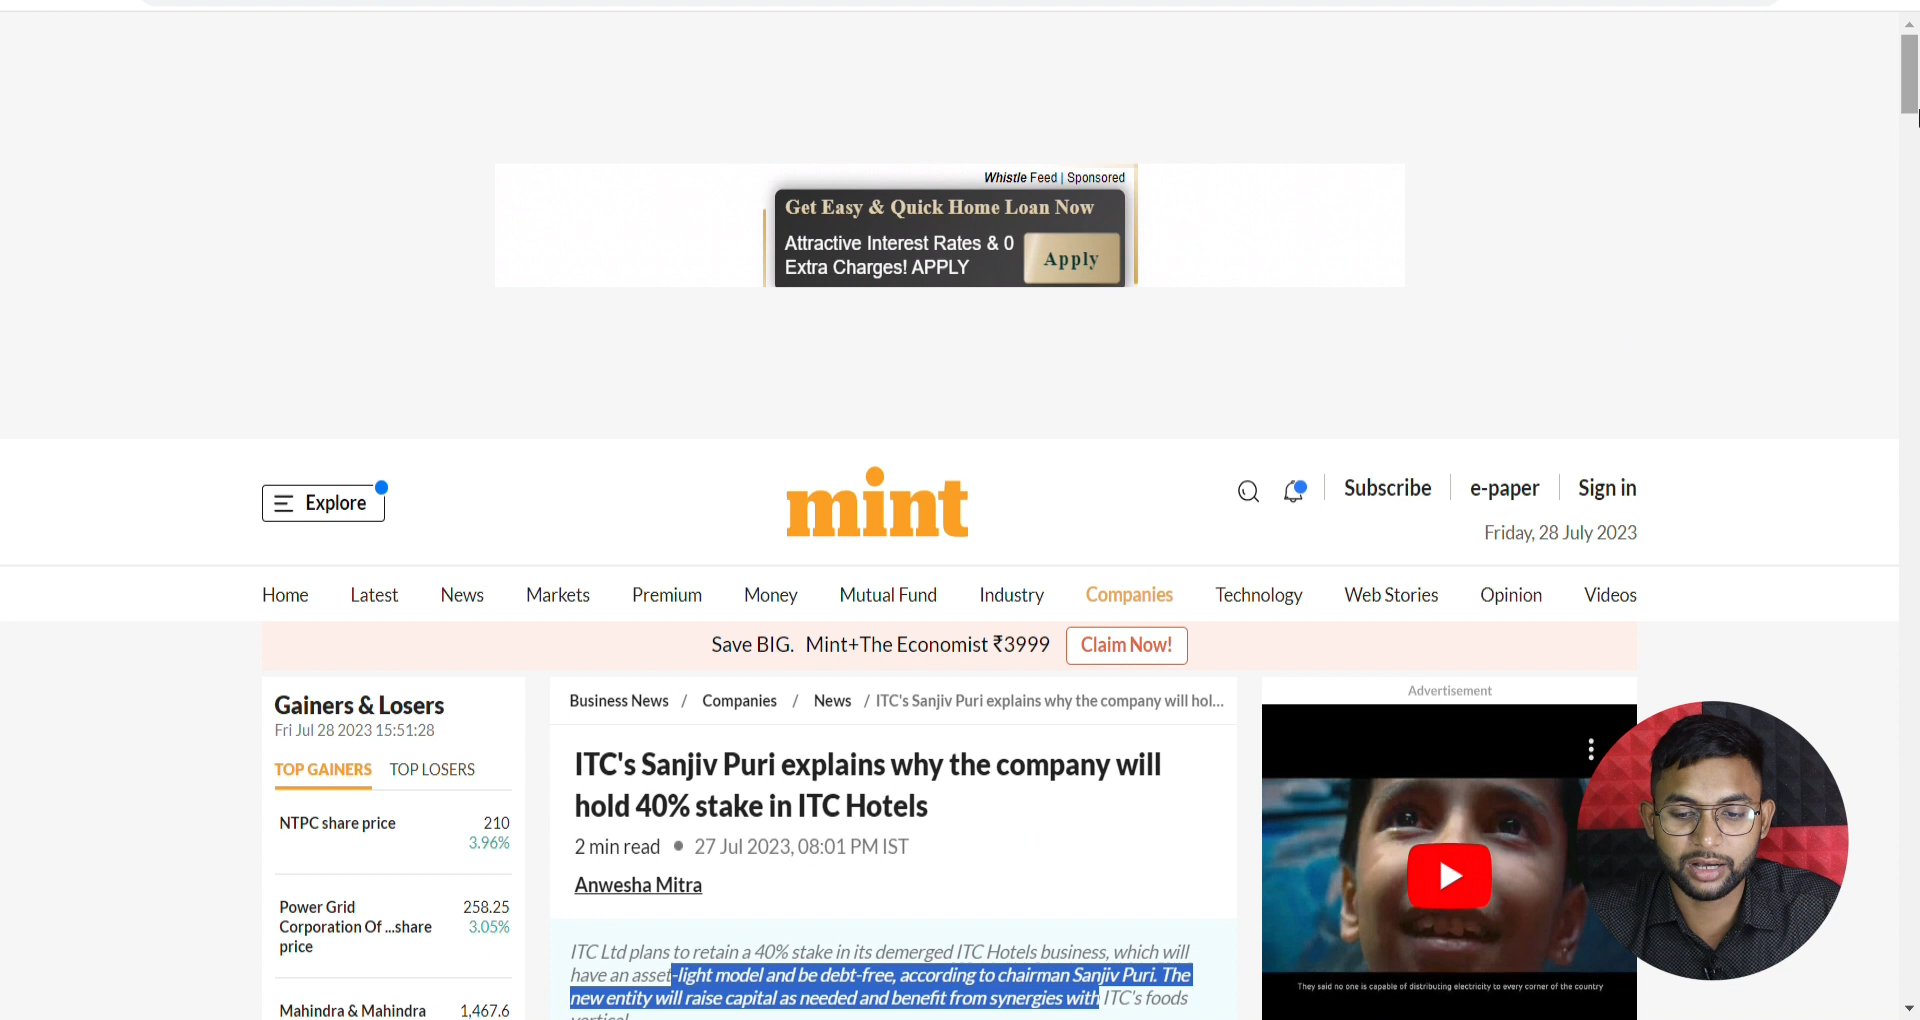 Whistle Feed | Sponsored
Get Easy & Quick Home Loan Now
Attractive Interest Rates & 0
Extra Charges! APPLY
Apply
Explore
mint
Subscribe
e-paper
Sign in
Friday, 28 July 2023
Home
Latest
News
Markets
Premium
Money
Mutual Fund
Industry
Companies
Technology
Web Stories
Opinion
Videos
Save BIG. Mint+The Economist ₹3999
Claim Now!
Gainers & Losers
Fri Jul 28 2023 15:51:28
TOP GAINERS
TOP LOSERS
NTPC share price 210
3.96%
Power Grid 258.25
Corporation Of ...share 3.05%
price
Mahindra & Mahindra 1,467.6
Business News / Companies / News / ITC's Sanjiv Puri explains why the company will hol...
ITC's Sanjiv Puri explains why the company will
hold 40% stake in ITC Hotels
2 min read • 27 Jul 2023, 08:01 PM IST
Anwesha Mitra
ITC Ltd plans to retain a 40% stake in its demerged ITC Hotels business, which will
have an asset-light model and be debt-free, according to chairman Sanjiv Puri. The
new entity will raise capital as needed and benefit from synergies with ITC's foods
Advertisement
They said no one is capable of distributing electricity to every corner of the country